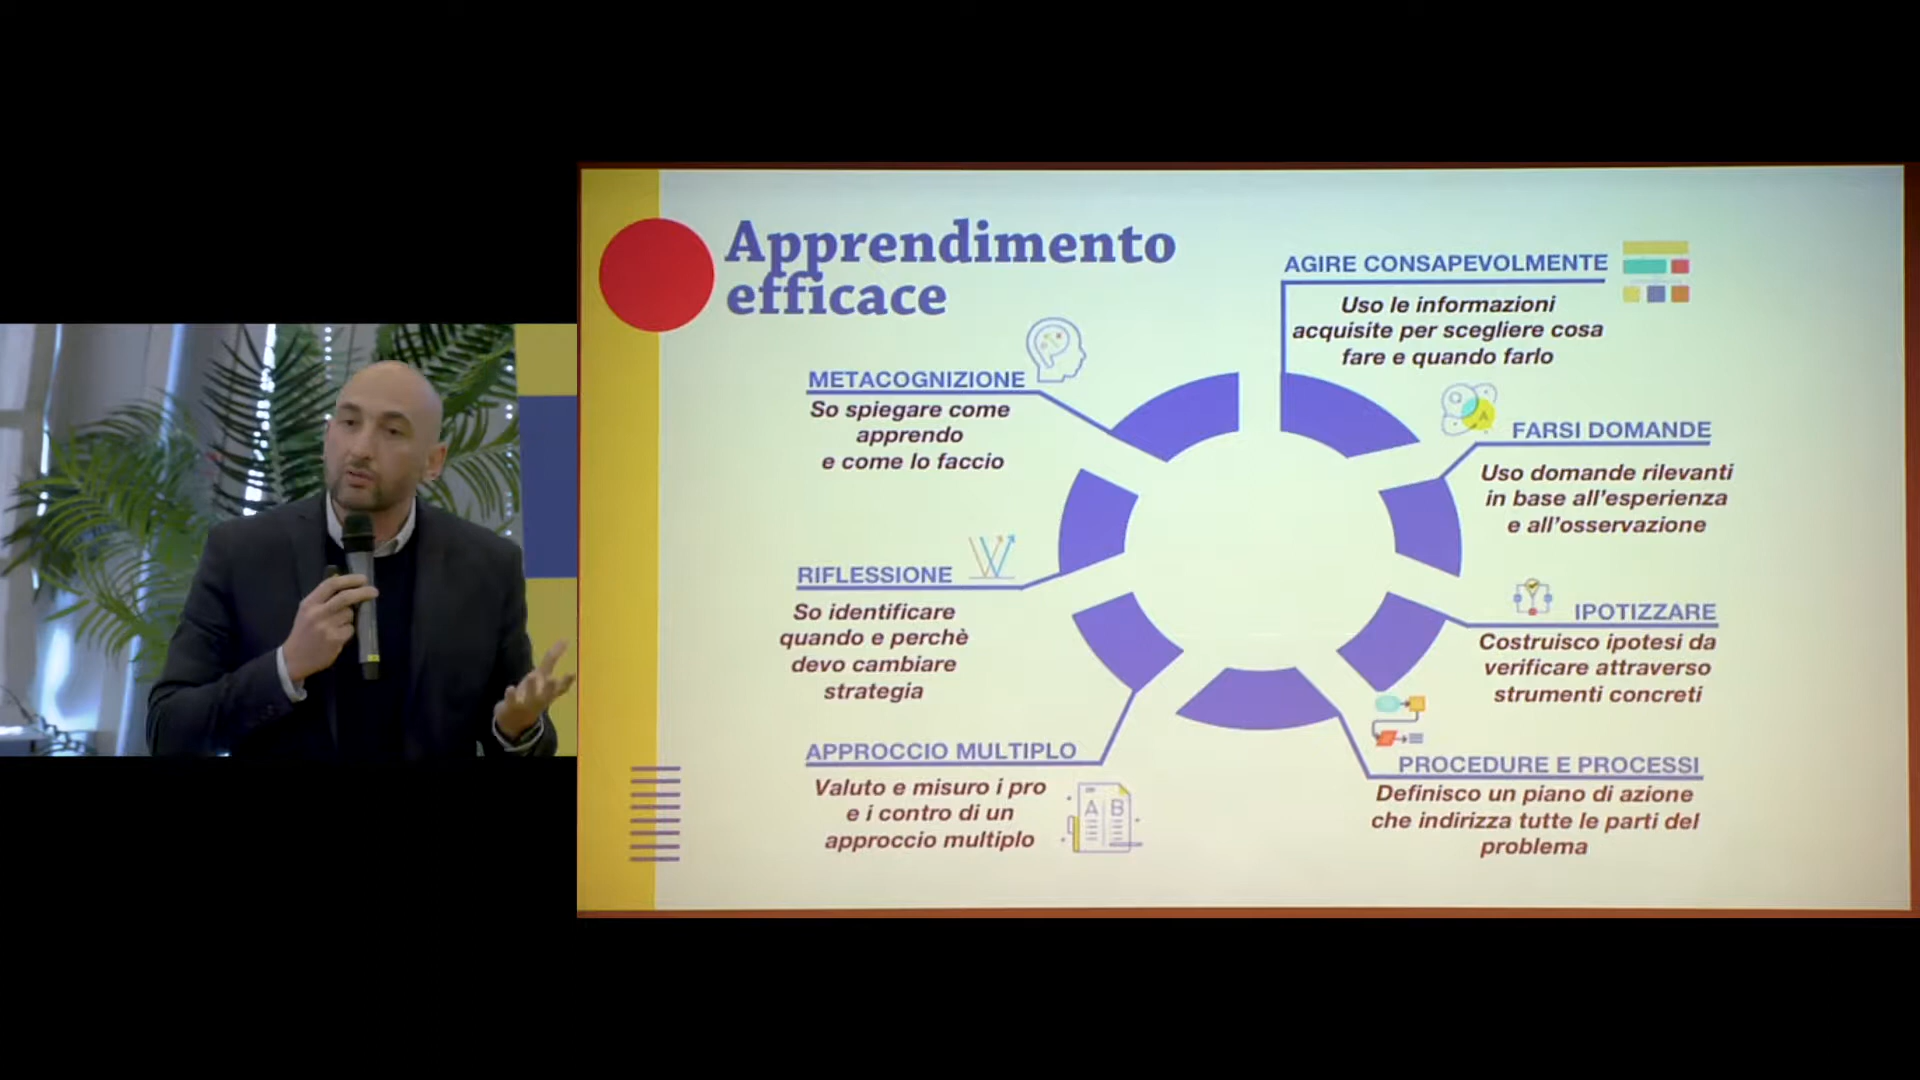 Apprendimento
efficace
AGIRE CONSAPEVOLMENTE
Uso le informazioni
acquisite per scegliere cosa
fare e quando farlo
FARSI DOMANDE
Uso domande rilevanti
in base all'esperienza
e all'osservazione
IPOTIZZARE
Costruisco ipotesi da
verificare attraverso
strumenti concreti
PROCEDURE E PROCESSI
Definisco un piano di azione
che indirizza tutte le parti del
problema
APPROCCIO MULTIPLO
Valuto e misuro i pro
e i contro di un
approccio multiplo
A B
RIFLESSIONE
So identificare
quando e perchè
devo cambiare
strategia
METACOGNIZIONE
So spiegare come
apprendo
e come lo faccio
Q
A